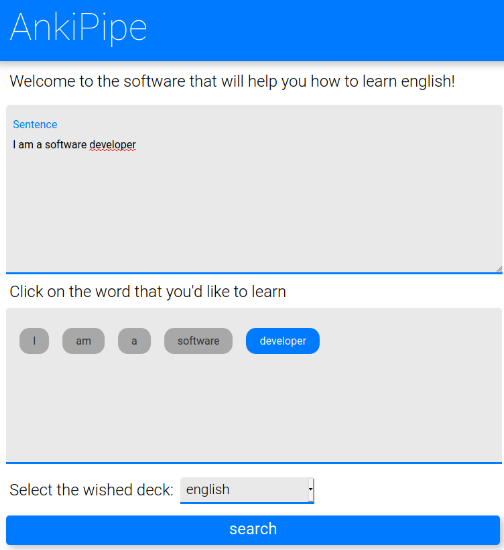 AnkiPipe
Welcome to the software that will help you how to learn english!
Sentence
I am a software developer
Click on the word that you'd like to learn
I am a software developer
Select the wished deck: english
search